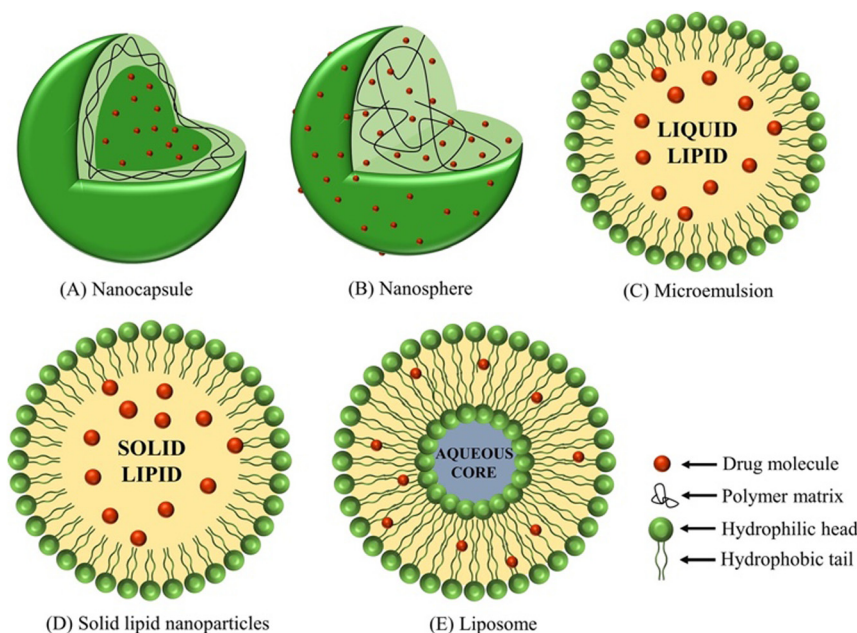 LIQUID
LIPID
(A) Nanocapsule
(B) Nanosphere
(C) Microemulsion
SOLID
LIPID
AQUEOUS
CORE
Drug molecule
Polymer matrix
Hydrophilic head
Hydrophobic tail
(D) Solid lipid nanoparticles
(E) Liposome